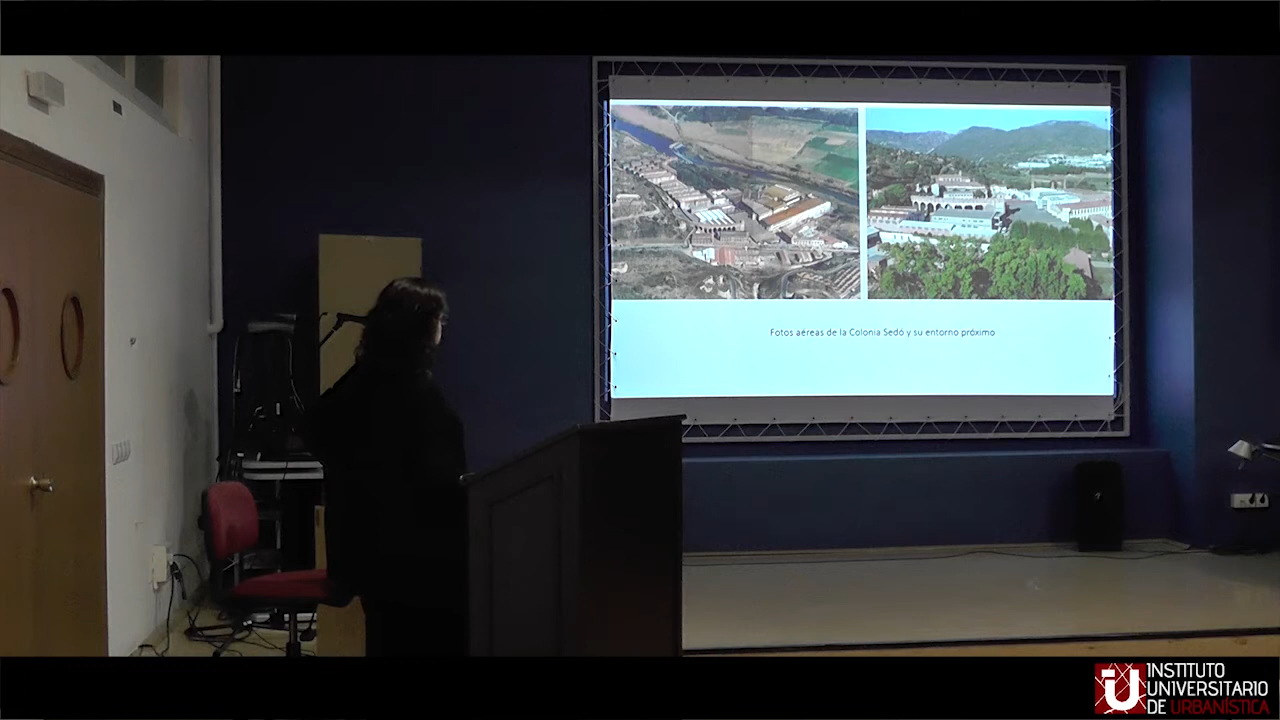 Fotos aéreas de la Colonia Sedó y su entorno próximo
INSTITUTO
UNIVERSITARIO
DE URBANÍSTICA